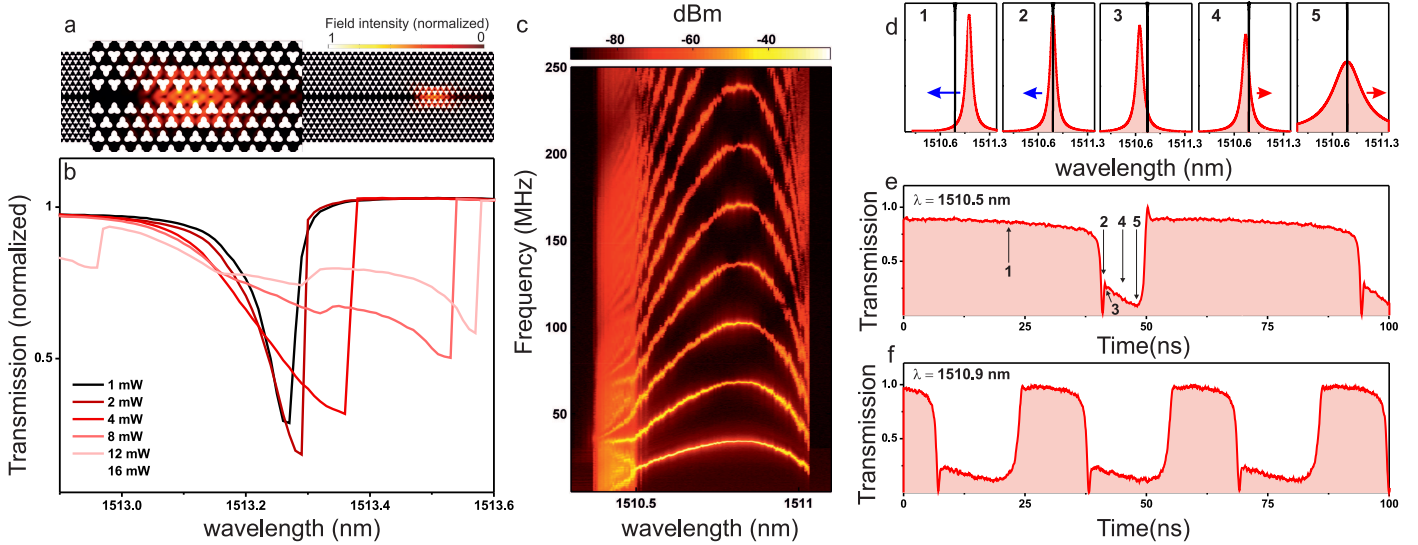 a
Field intensity (normalized)
1
0
b
Transmission (normalized)
1
0.5
1 mW
2 mW
4 mW
8 mW
12 mW
16 mW
1513.0
1513.2
1513.4
1513.6
wavelength (nm)
c
dBm
-80
-60
-40
Frequency (MHz)
250
200
150
100
50
1510.5
1511
wavelength (nm)
d
1
2
3
4
5
1510.6 1511.3
1510.6 1511.3
1510.6 1511.3
1510.6 1511.3
1510.6 1511.3
wavelength (nm)
e
λ = 1510.5 nm
Transmission
1.0
0.5
1
2
3
4
5
0
25
50
75
100
Time(ns)
f
λ = 1510.9 nm
Transmission
1.0
0.5
0
25
50
75
100
Time(ns)